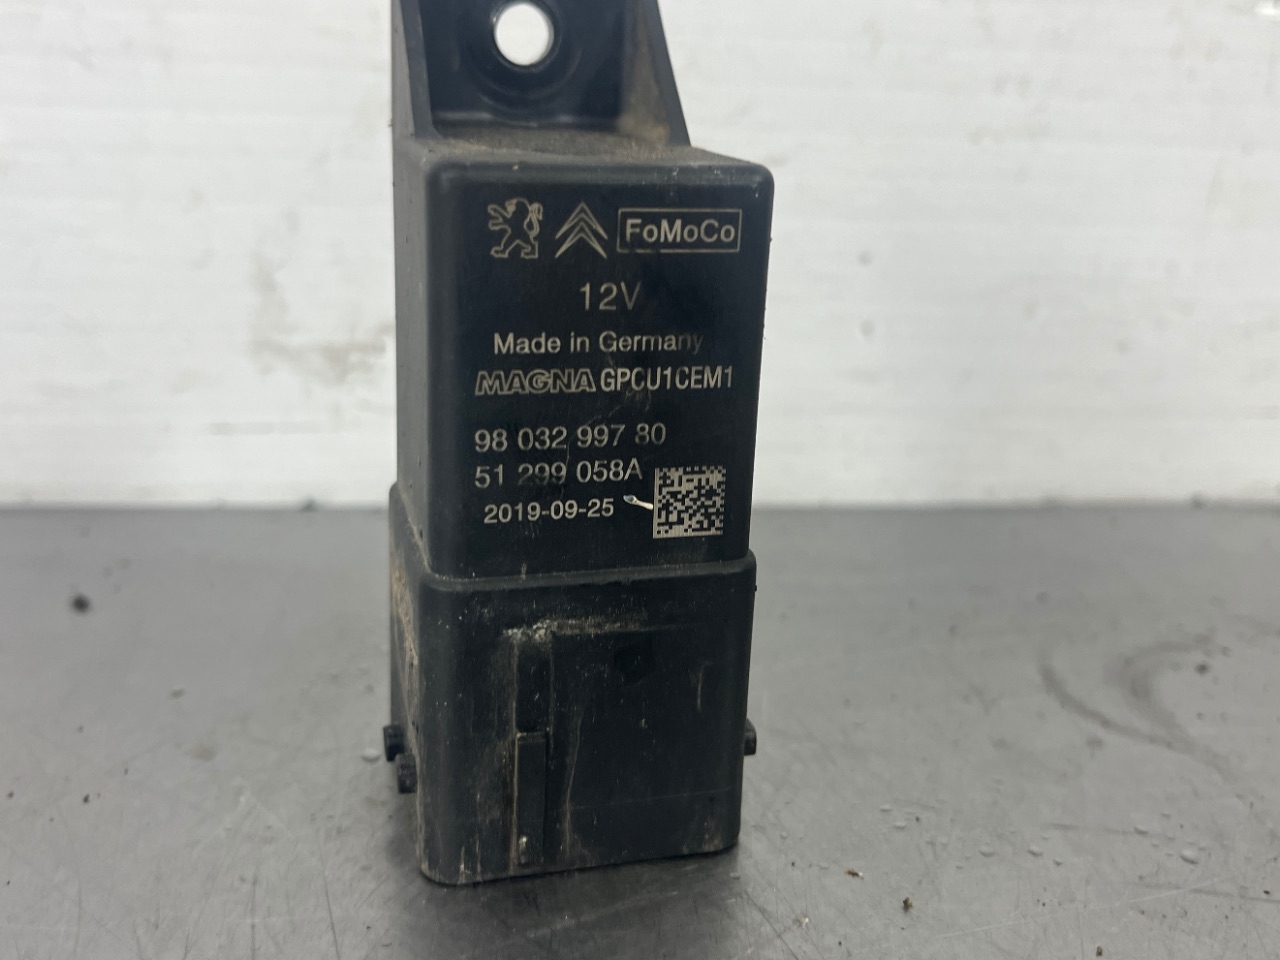 FoMoCo
12V
Made in Germany
MAGNA GPCU1CEM1
98 032 997 80
51 299 058A
2019-09-25